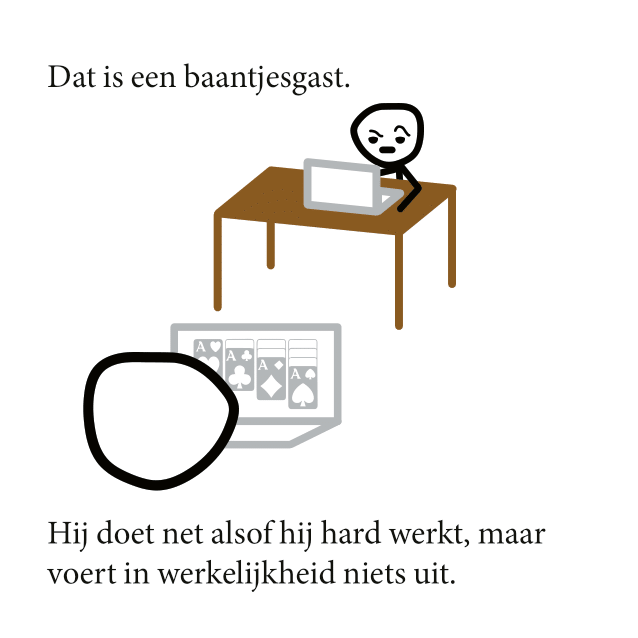 Dat is een baantjesgast.
A A A A
Hij doet net alsof hij hard werkt, maar
voert in werkelijkheid niets uit.